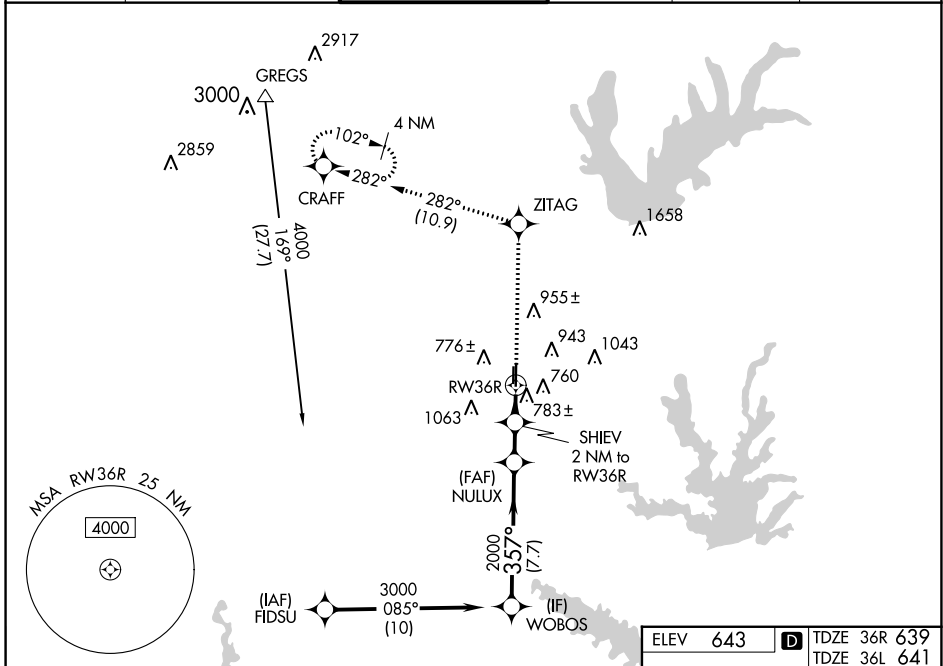 2917
GREGS
3000
2859
102°
4 NM
282°
CRAFF
282°
(10.9)
ZITAG
4000
169°
(27.7)
1658
955±
776±
943
1043
RW36R
760
783±
1063
SHIEV
2 NM to
RW36R
(FAF)
NULUX
MSA RW36R 25 NM
4000
2000
357°
(7.7)
(IAF)
FIDSU
3000
085°
(10)
(IF)
WOBOS
ELEV 643
D
TDZE 36R 639
TDZE 36L 641